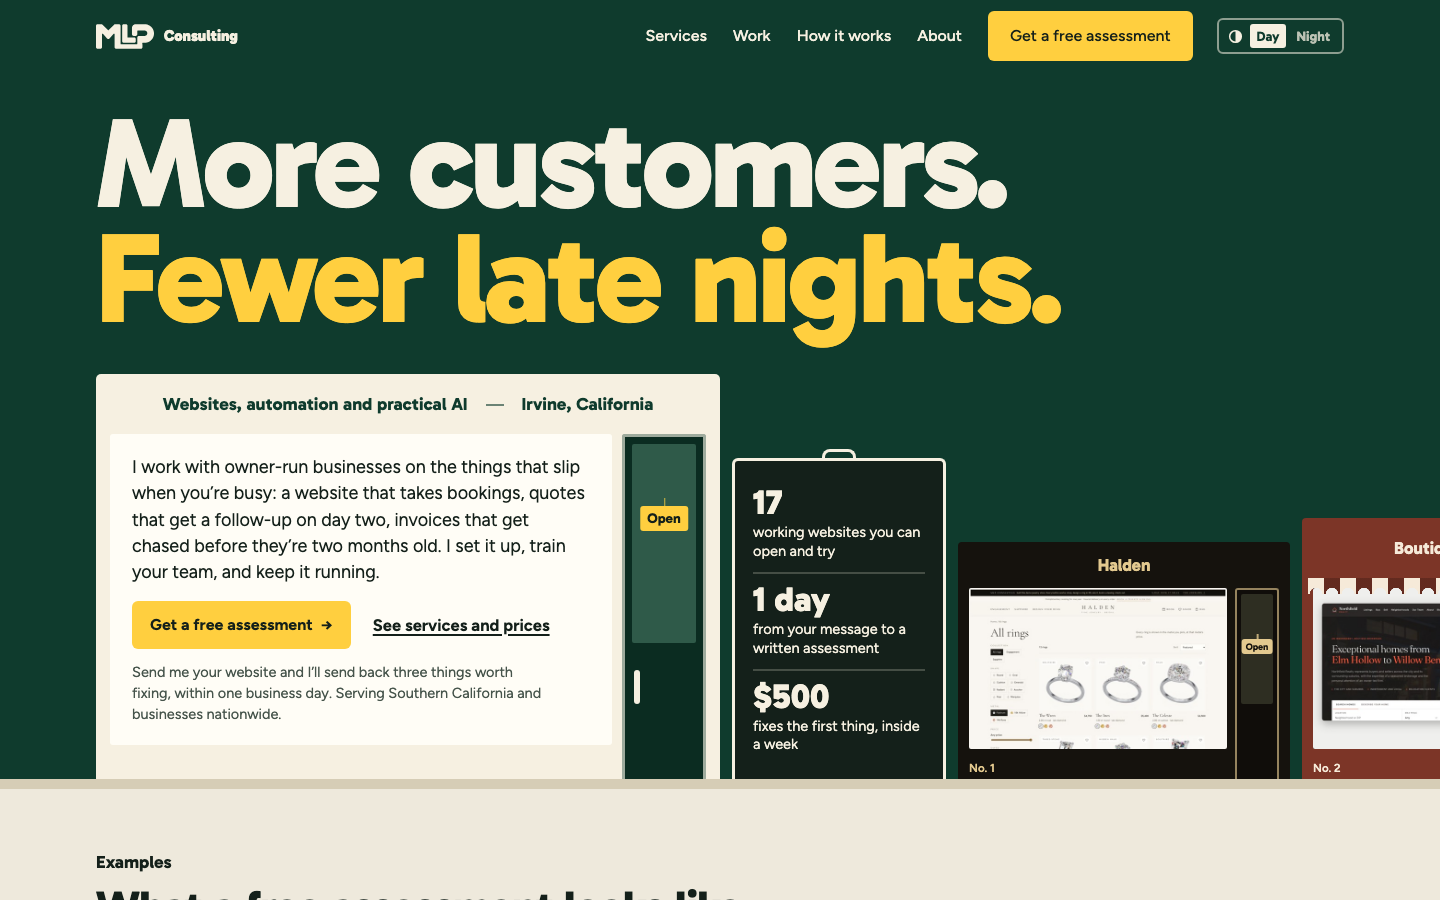 MLP Consulting
Services
Work
How it works
About
Get a free assessment
Day
Night
More customers.
Fewer late nights.
Websites, automation and practical AI — Irvine, California
I work with owner-run businesses on the things that slip
when you’re busy: a website that takes bookings, quotes
that get a follow-up on day two, invoices that get
chased before they’re two months old. I set it up, train
your team, and keep it running.
Get a free assessment →
See services and prices
Send me your website and I’ll send back three things worth
fixing, within one business day. Serving Southern California and
businesses nationwide.
Open
17
working websites you can
open and try
1 day
from your message to a
written assessment
$500
fixes the first thing, inside
a week
Halden
HALDEN
All rings
Open
No. 1
Exceptional homes from
Elm Hollow to Willow
No. 2
Examples
What a free assessment looks like